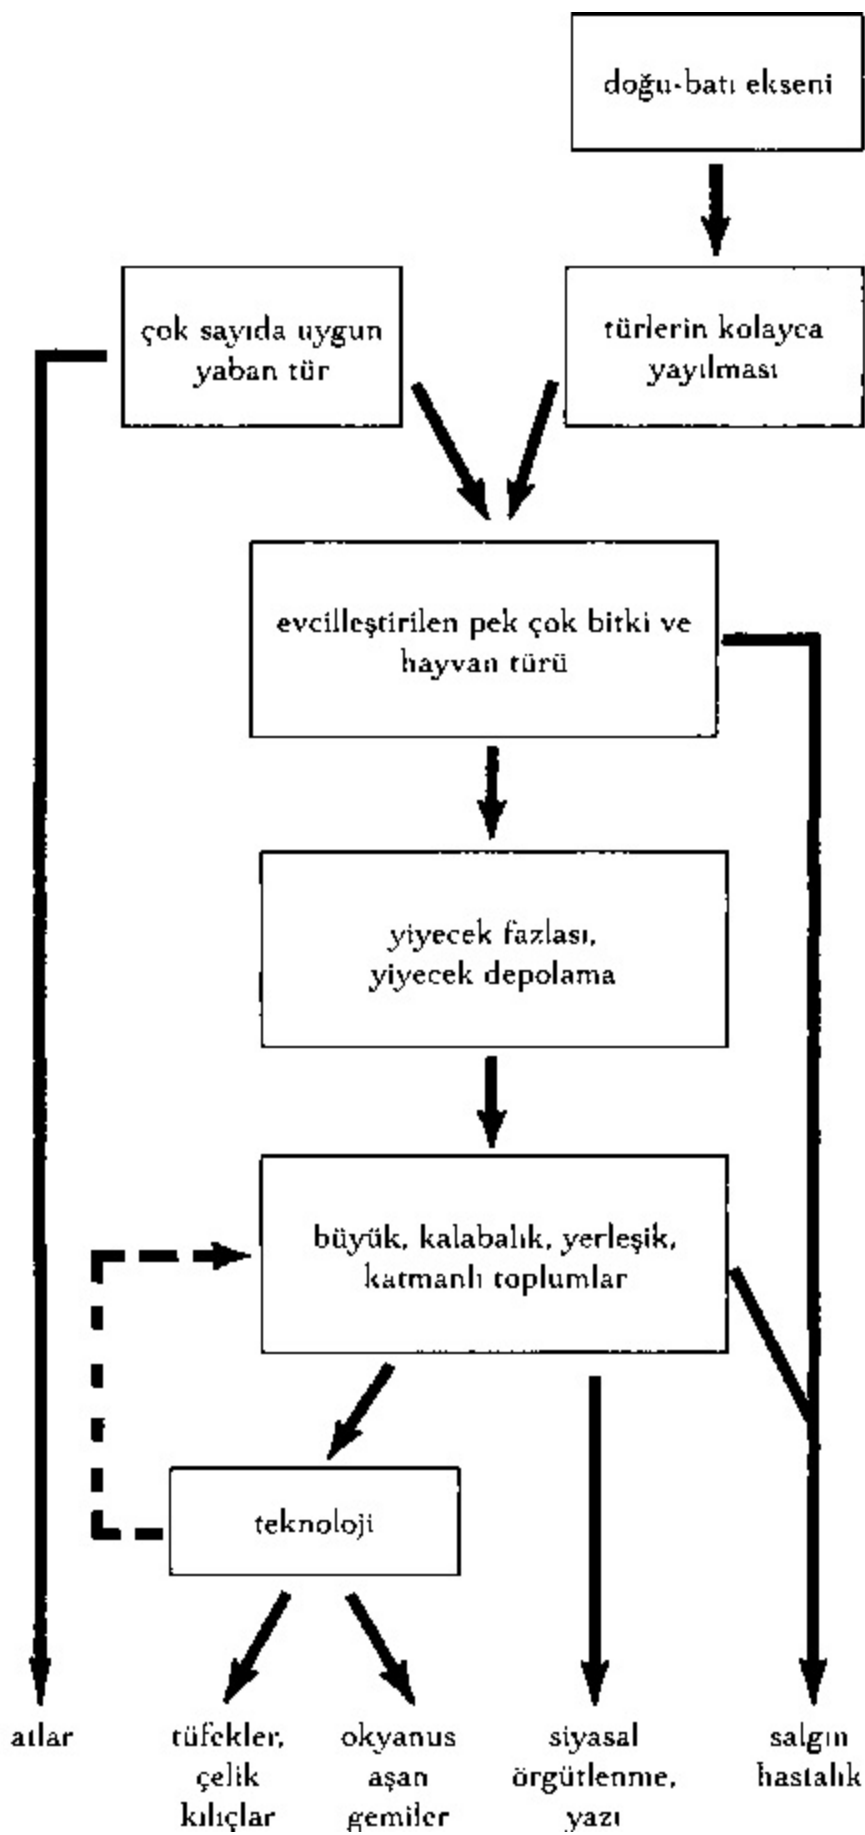 doğu-batı ekseni
çok sayıda uygun
yaban tür
türlerin kolayca
yayılması
evcilleştirilen pek çok bitki ve
hayvan türü
yiyecek fazlası,
yiyecek depolama
büyük, kalabalık, yerleşik,
katmanlı toplumlar
teknoloji
atlar
tüfekler,
çelik
kılıçlar
okyanus
aşan
gemiler
siyasal
örgütlenme,
yazı
salgın
hastalık